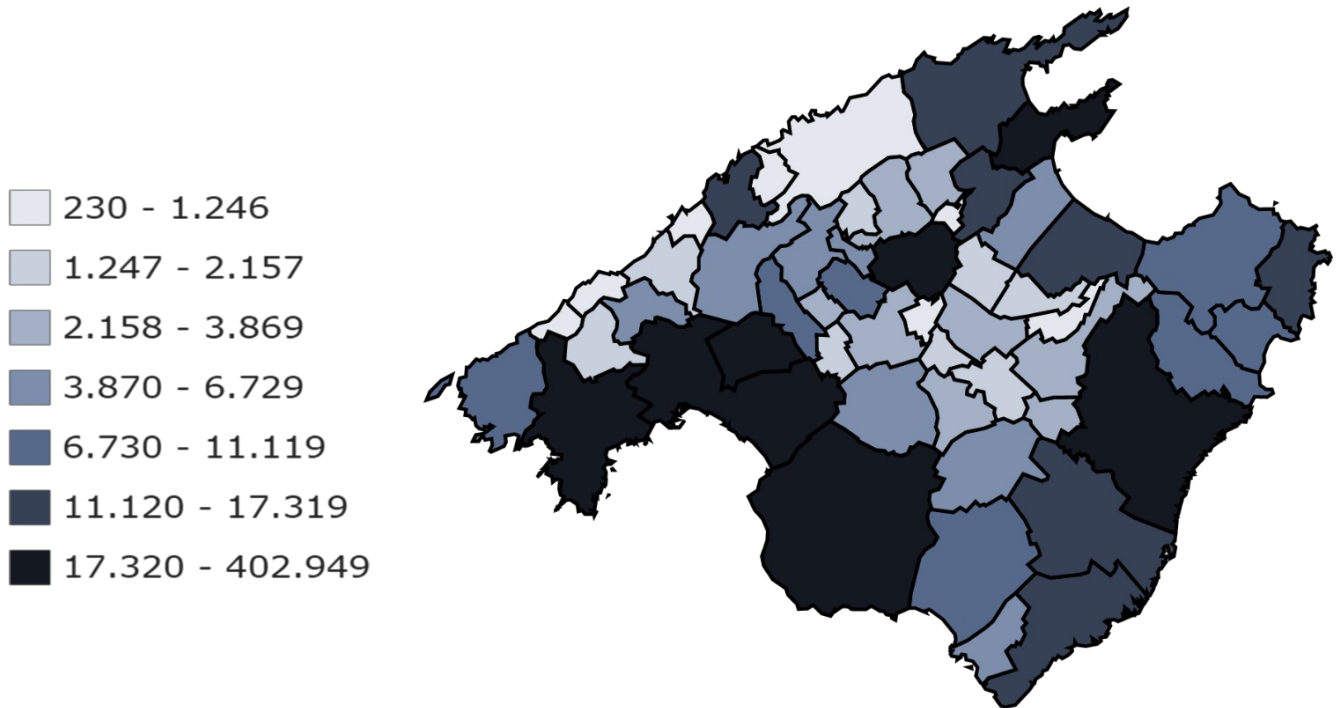 230 - 1.246
1.247 - 2.157
2.158 - 3.869
3.870 - 6.729
6.730 - 11.119
11.120 - 17.319
17.320 - 402.949